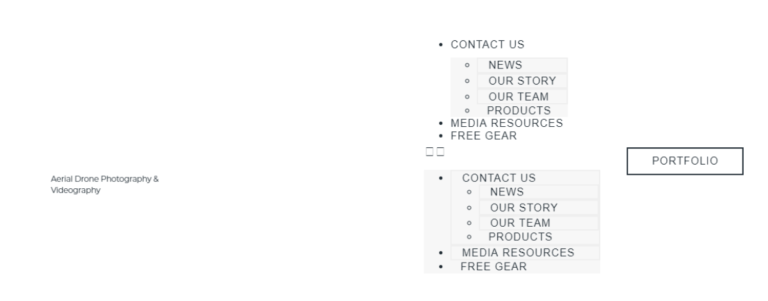 Aerial Drone Photography &
Videography
CONTACT US
NEWS
OUR STORY
OUR TEAM
PRODUCTS
MEDIA RESOURCES
FREE GEAR
CONTACT US
NEWS
OUR STORY
OUR TEAM
PRODUCTS
MEDIA RESOURCES
FREE GEAR
PORTFOLIO